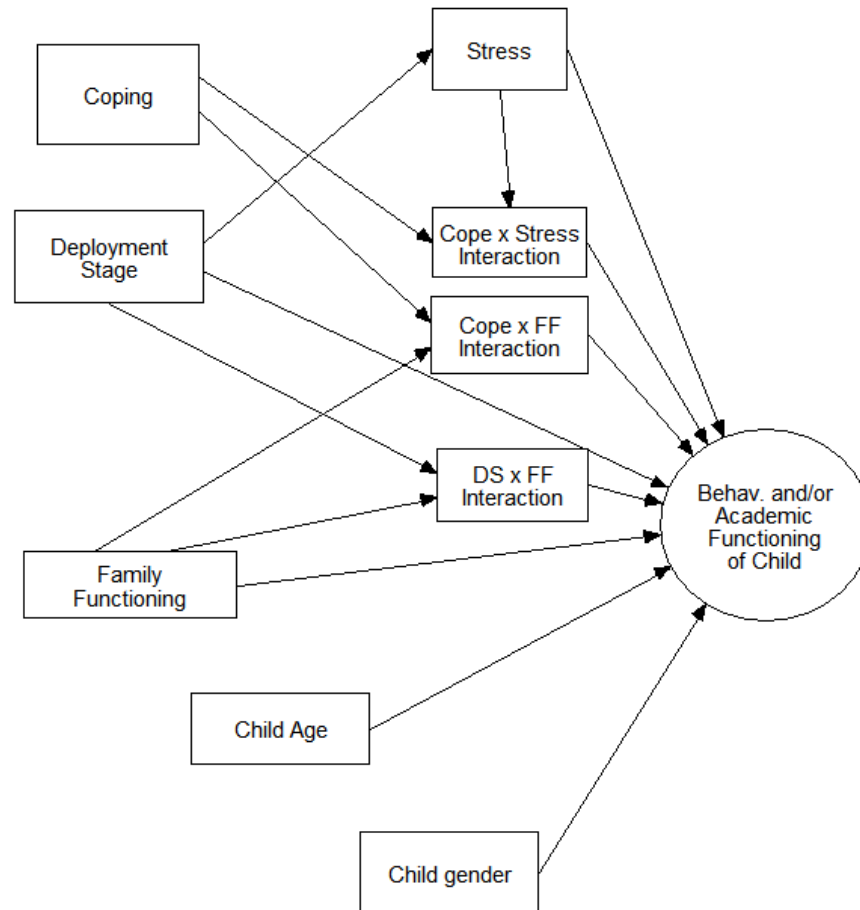 Stress
Coping
Cope x Stress
Interaction
Deployment
Stage
Cope x FF
Interaction
DS x FF
Interaction
Behav. and/or
Academic
Functioning
of Child
Family
Functioning
Child Age
Child gender